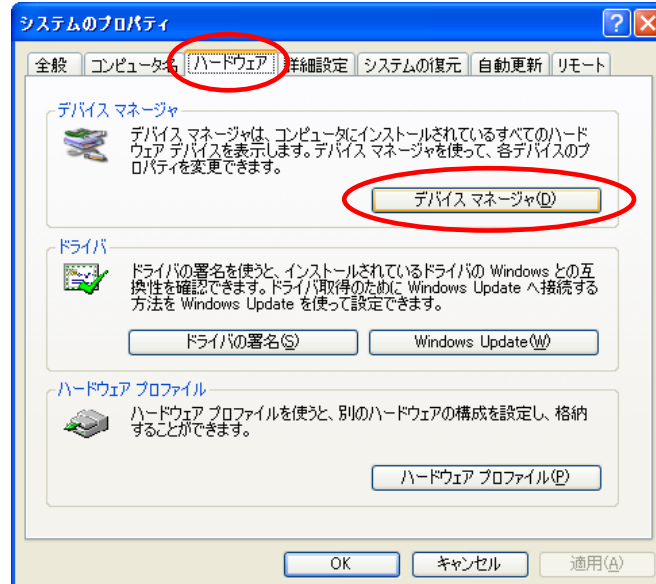 システムのプロパティ
全般 コンピュータ名 ハードウェア 詳細設定 システムの復元 自動更新 リモート
デバイス マネージャ
デバイス マネージャは、コンピュータにインストールされているすべてのハード
ウェア デバイスを表示します。デバイス マネージャを使って、各デバイスのプ
ロパティを変更できます。
デバイス マネージャ(D)
ドライバ
ドライバの署名を使うと、インストールされているドライバの Windows との互
換性を確認できます。ドライバ取得のために Windows Update へ接続する
方法を Windows Update を使って設定できます。
ドライバの署名(S) Windows Update(W)
ハードウェア プロファイル
ハードウェア プロファイルを使うと、別のハードウェアの構成を設定し、格納
することができます。
ハードウェア プロファイル(P)
OK キャンセル 適用(A)